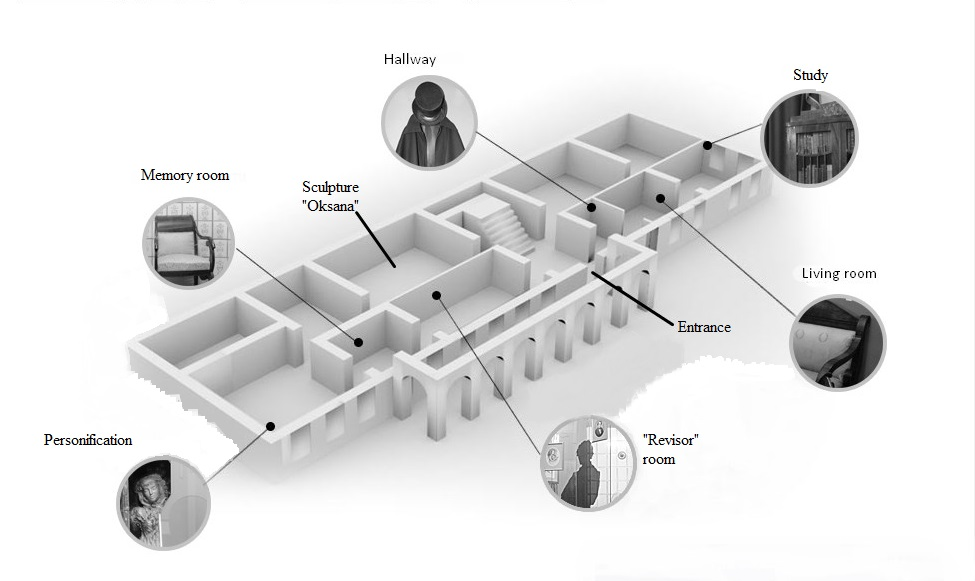 Hallway
Study
Memory room
Sculpture
"Oksana"
Living room
Entrance
Personification
"Revisor"
room